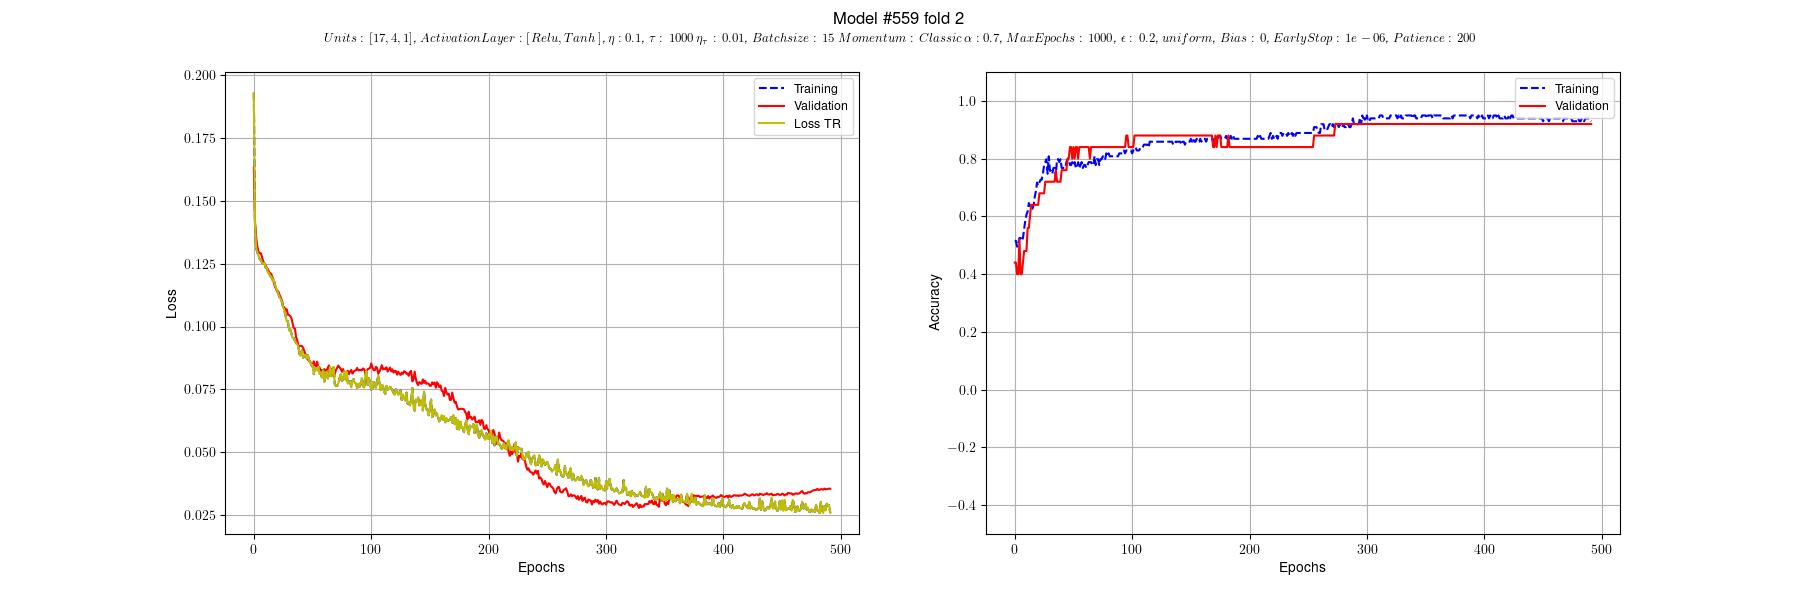 Model #559 fold 2
Units : [17, 4, 1], ActivationLayer : [Relu, Tanh], η : 0.1, τ : 1000 ητ : 0.01, Batchsize : 15 Momentum : Classic α : 0.7, MaxEpochs : 1000, ϵ : 0.2, uniform, Bias : 0, EarlyStop : 1e − 06, Patience : 200
0.200
0.175
0.150
0.125
0.100
0.075
0.050
0.025
Loss
0 100 200 300 400 500
Epochs
Training
Validation
Loss TR
1.0
0.8
0.6
0.4
0.2
0.0
−0.2
−0.4
Accuracy
0 100 200 300 400 500
Epochs
Training
Validation